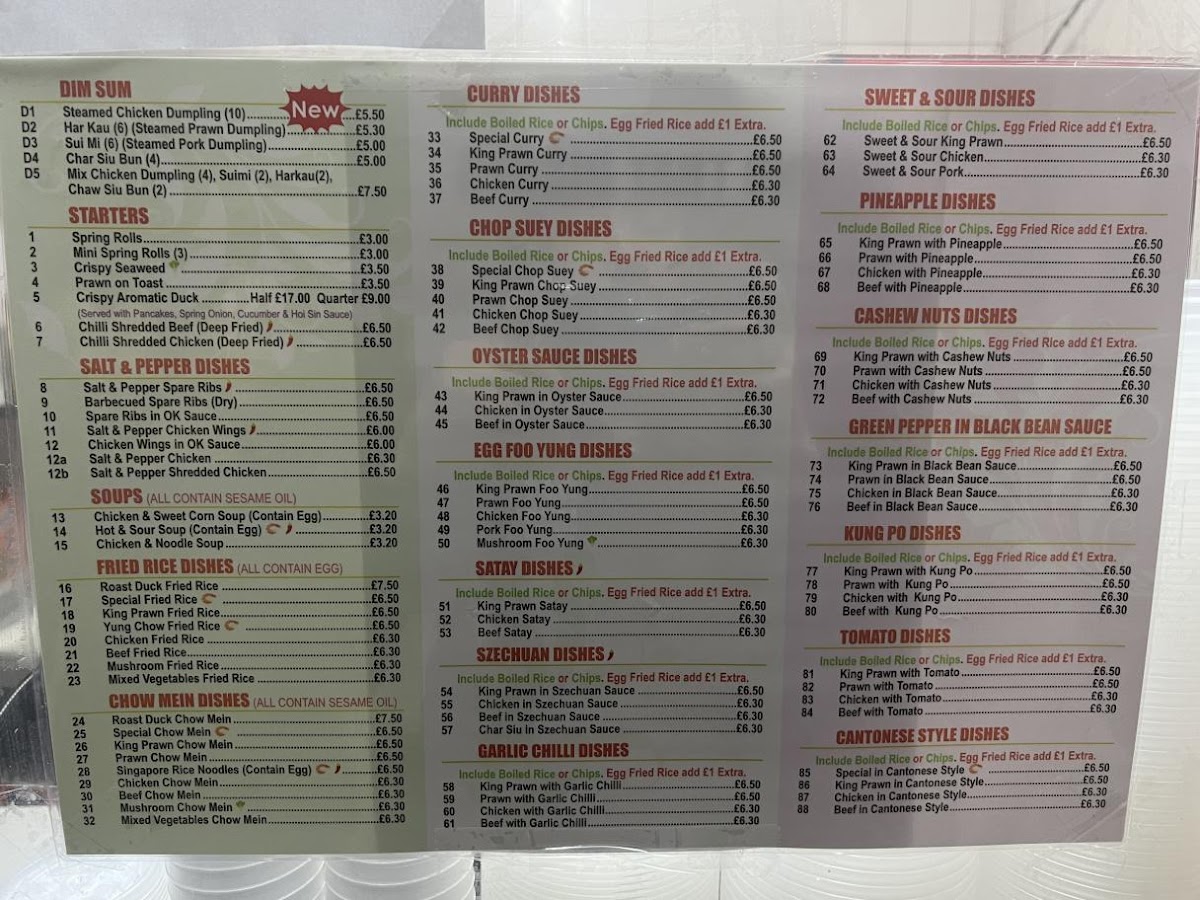 DIM SUM
New
D1 Steamed Chicken Dumpling (10) £5.50
D2 Har Kau (6) (Steamed Prawn Dumpling) £5.30
D3 Sui Mi (6) (Steamed Pork Dumpling) £5.00
D4 Char Siu Bun (4) £5.00
D5 Mix Chicken Dumpling (4), Suimi (2), Harkau(2),
Chaw Siu Bun (2) £7.50
STARTERS
1 Spring Rolls £3.00
2 Mini Spring Rolls (3) £3.00
3 Crispy Seaweed £3.50
4 Prawn on Toast £3.50
5 Crispy Aromatic Duck Half £17.00 Quarter £9.00
(Served with Pancakes, Spring Onion, Cucumber & Hoi Sin Sauce)
6 Chilli Shredded Beef (Deep Fried) £6.50
7 Chilli Shredded Chicken (Deep Fried) £6.50
SALT & PEPPER DISHES
8 Salt & Pepper Spare Ribs £6.50
9 Barbecued Spare Ribs (Dry) £6.50
10 Spare Ribs in OK Sauce £6.50
11 Salt & Pepper Chicken Wings £6.00
12 Chicken Wings in OK Sauce £6.00
12a Salt & Pepper Chicken £6.30
12b Salt & Pepper Shredded Chicken £6.50
SOUPS (ALL CONTAIN SESAME OIL)
13 Chicken & Sweet Corn Soup (Contain Egg) £3.20
14 Hot & Sour Soup (Contain Egg) £3.20
15 Chicken & Noodle Soup £3.20
FRIED RICE DISHES (ALL CONTAIN EGG)
16 Roast Duck Fried Rice £7.50
17 Special Fried Rice £6.50
18 King Prawn Fried Rice £6.50
19 Yung Chow Fried Rice £6.50
20 Chicken Fried Rice £6.30
21 Beef Fried Rice £6.30
22 Mushroom Fried Rice £6.30
23 Mixed Vegetables Fried Rice £6.30
CHOW MEIN DISHES (ALL CONTAIN SESAME OIL)
24 Roast Duck Chow Mein £7.50
25 Special Chow Mein £6.50
26 King Prawn Chow Mein £6.50
27 Prawn Chow Mein £6.50
28 Singapore Rice Noodles (Contain Egg) £6.50
29 Chicken Chow Mein £6.30
30 Beef Chow Mein £6.30
31 Mushroom Chow Mein £6.30
32 Mixed Vegetables Chow Mein £6.30
CURRY DISHES
Include Boiled Rice or Chips. Egg Fried Rice add £1 Extra.
33 Special Curry £6.50
34 King Prawn Curry £6.50
35 Prawn Curry £6.50
36 Chicken Curry £6.30
37 Beef Curry £6.30
CHOP SUEY DISHES
Include Boiled Rice or Chips. Egg Fried Rice add £1 Extra.
38 Special Chop Suey £6.50
39 King Prawn Chop Suey £6.50
40 Prawn Chop Suey £6.50
41 Chicken Chop Suey £6.30
42 Beef Chop Suey £6.30
OYSTER SAUCE DISHES
Include Boiled Rice or Chips. Egg Fried Rice add £1 Extra.
43 King Prawn in Oyster Sauce £6.50
44 Chicken in Oyster Sauce £6.30
45 Beef in Oyster Sauce £6.30
EGG FOO YUNG DISHES
Include Boiled Rice or Chips. Egg Fried Rice add £1 Extra.
46 King Prawn Foo Yung £6.50
47 Prawn Foo Yung £6.50
48 Chicken Foo Yung £6.30
49 Pork Foo Yung £6.30
50 Mushroom Foo Yung £6.30
SATAY DISHES
Include Boiled Rice or Chips. Egg Fried Rice add £1 Extra.
51 King Prawn Satay £6.50
52 Chicken Satay £6.30
53 Beef Satay £6.30
SZECHUAN DISHES
Include Boiled Rice or Chips. Egg Fried Rice add £1 Extra.
54 King Prawn in Szechuan Sauce £6.50
55 Chicken in Szechuan Sauce £6.30
56 Beef in Szechuan Sauce £6.30
57 Char Siu in Szechuan Sauce £6.30
GARLIC CHILLI DISHES
Include Boiled Rice or Chips. Egg Fried Rice add £1 Extra.
58 King Prawn with Garlic Chilli £6.50
59 Prawn with Garlic Chilli £6.50
60 Chicken with Garlic Chilli £6.30
61 Beef with Garlic Chilli £6.30
SWEET & SOUR DISHES
Include Boiled Rice or Chips. Egg Fried Rice add £1 Extra.
62 Sweet & Sour King Prawn £6.50
63 Sweet & Sour Chicken £6.30
64 Sweet & Sour Pork £6.30
PINEAPPLE DISHES
Include Boiled Rice or Chips. Egg Fried Rice add £1 Extra.
65 King Prawn with Pineapple £6.50
66 Prawn with Pineapple £6.50
67 Chicken with Pineapple £6.30
68 Beef with Pineapple £6.30
CASHEW NUTS DISHES
Include Boiled Rice or Chips. Egg Fried Rice add £1 Extra.
69 King Prawn with Cashew Nuts £6.50
70 Prawn with Cashew Nuts £6.50
71 Chicken with Cashew Nuts £6.30
72 Beef with Cashew Nuts £6.30
GREEN PEPPER IN BLACK BEAN SAUCE
Include Boiled Rice or Chips. Egg Fried Rice add £1 Extra.
73 King Prawn in Black Bean Sauce £6.50
74 Prawn in Black Bean Sauce £6.50
75 Chicken in Black Bean Sauce £6.30
76 Beef in Black Bean Sauce £6.30
KUNG PO DISHES
Include Boiled Rice or Chips. Egg Fried Rice add £1 Extra.
77 King Prawn with Kung Po £6.50
78 Prawn with Kung Po £6.50
79 Chicken with Kung Po £6.30
80 Beef with Kung Po £6.30
TOMATO DISHES
Include Boiled Rice or Chips. Egg Fried Rice add £1 Extra.
81 King Prawn with Tomato £6.50
82 Prawn with Tomato £6.50
83 Chicken with Tomato £6.30
84 Beef with Tomato £6.30
CANTONESE STYLE DISHES
Include Boiled Rice or Chips. Egg Fried Rice add £1 Extra.
85 Special in Cantonese Style £6.50
86 King Prawn in Cantonese Style £6.50
87 Chicken in Cantonese Style £6.30
88 Beef in Cantonese Style £6.30